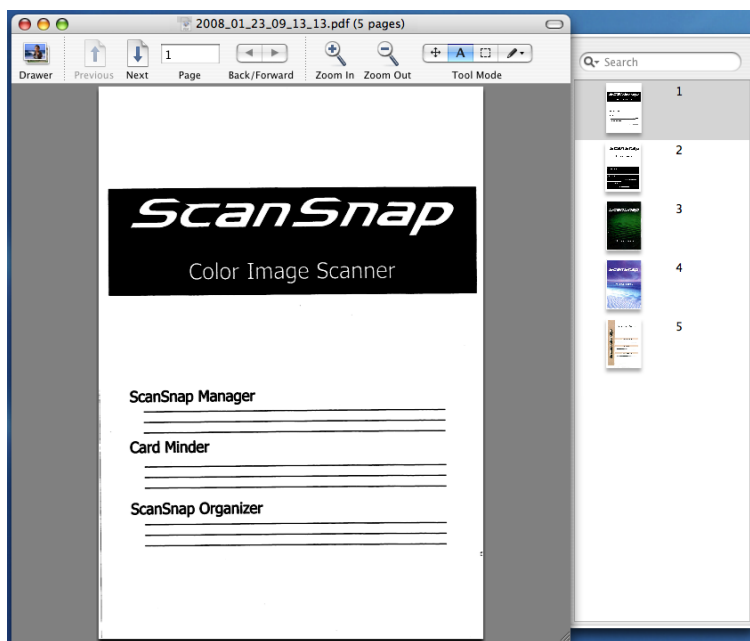 2008_01_23_09_13_13.pdf (5 pages)
1
Drawer
Previous
Next
Page
Back/Forward
Zoom In
Zoom Out
A
Tool Mode
Search
1
2
3
4
5
ScanSnap
Color Image Scanner
ScanSnap Manager
Card Minder
ScanSnap Organizer